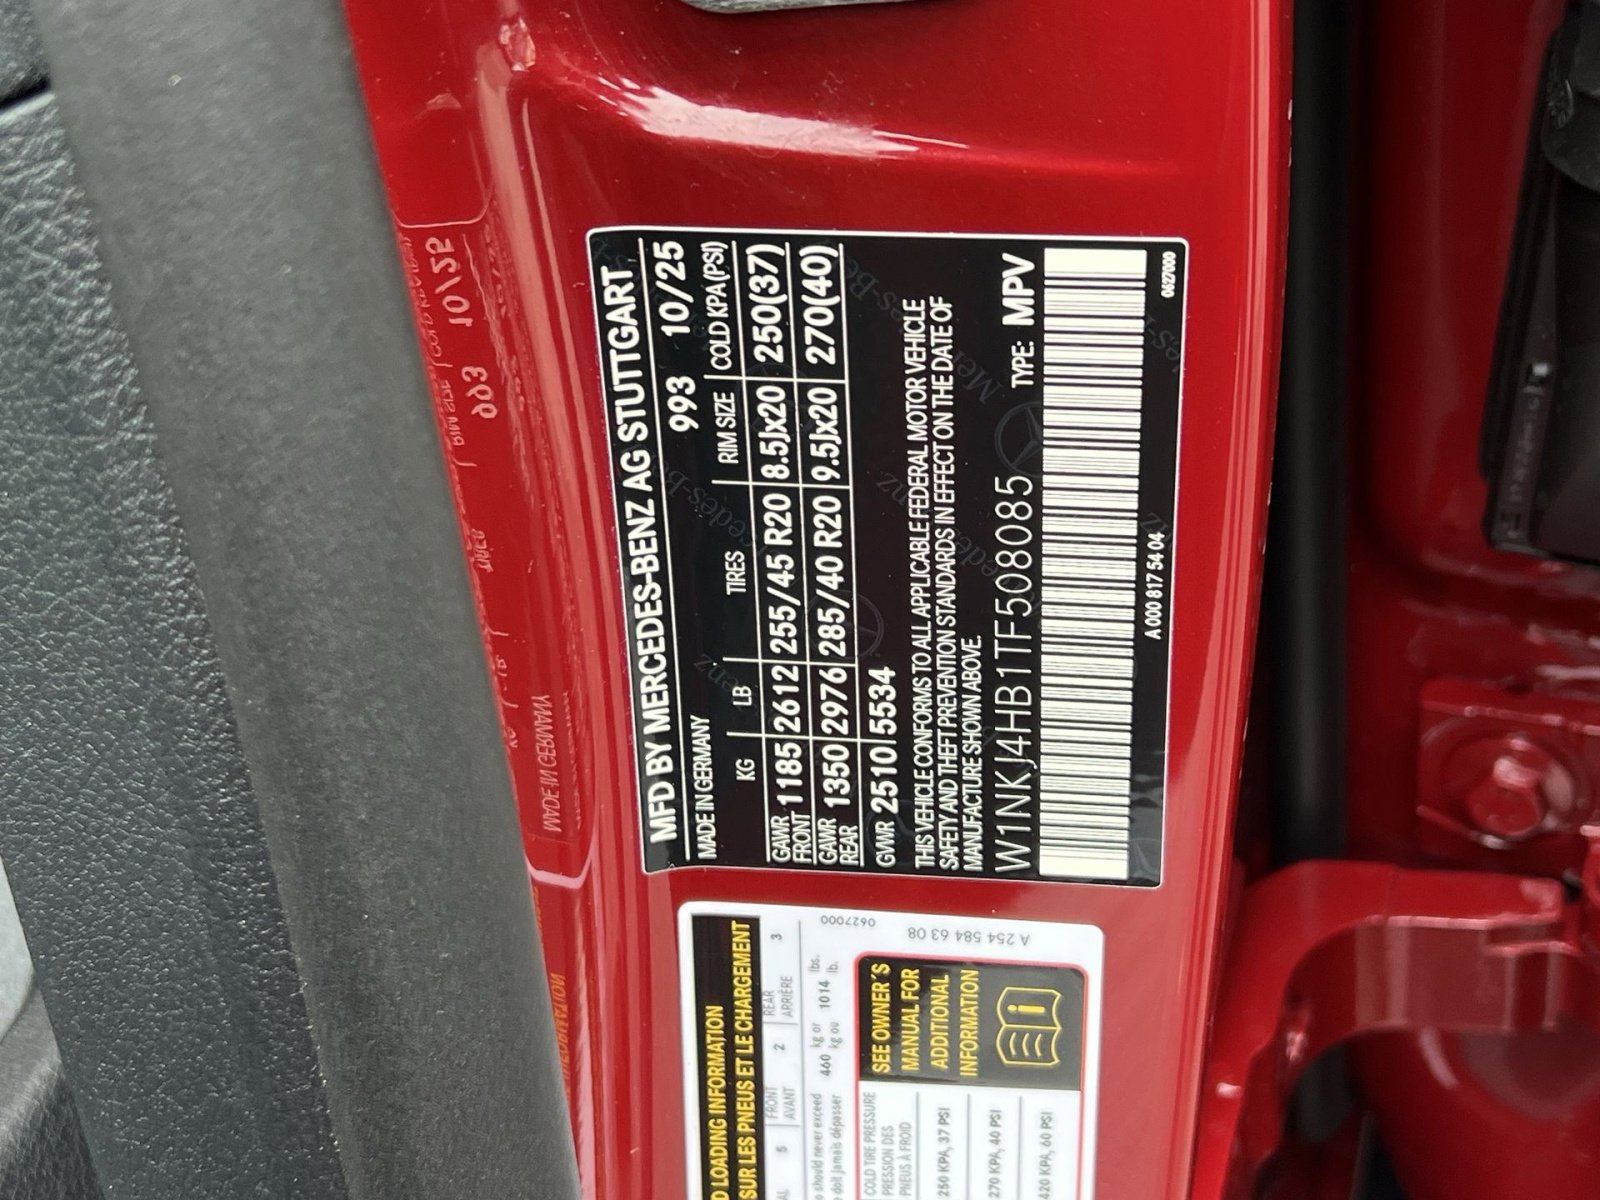 MFD BY MERCEDES-BENZ AG STUTTGART
MADE IN GERMANY 993 10/25
KG LB TIRES RIM SIZE COLD KPA (PSI)
GAWR FRONT 1185 2612 255/45 R20 8.5Jx20 250(37)
GAWR REAR 1350 2976 285/40 R20 9.5Jx20 270(40)
GVWR 2510 5534
THIS VEHICLE CONFORMS TO ALL APPLICABLE FEDERAL MOTOR VEHICLE
SAFETY AND THEFT PREVENTION STANDARDS IN EFFECT ON THE DATE OF
MANUFACTURE SHOWN ABOVE.
W1NKJ4HB1TF508085 TYPE: MPV
A 000 817 54 04 0627000
LOADING INFORMATION
SUR LES PNEUS ET LE CHARGEMENT
5 FRONT 2 REAR 3
AVANT ARRIÈRE
should never exceed 460 kg or 1014 lbs.
doit jamais dépasser kg ou lb.
COLD TIRE PRESSURE
PRESSION DES
PNEUS À FROID
250 KPA, 37 PSI
270 KPA, 40 PSI
420 KPA, 60 PSI
SEE OWNER'S
MANUAL FOR
ADDITIONAL
INFORMATION
A 254 584 63 08 0627000